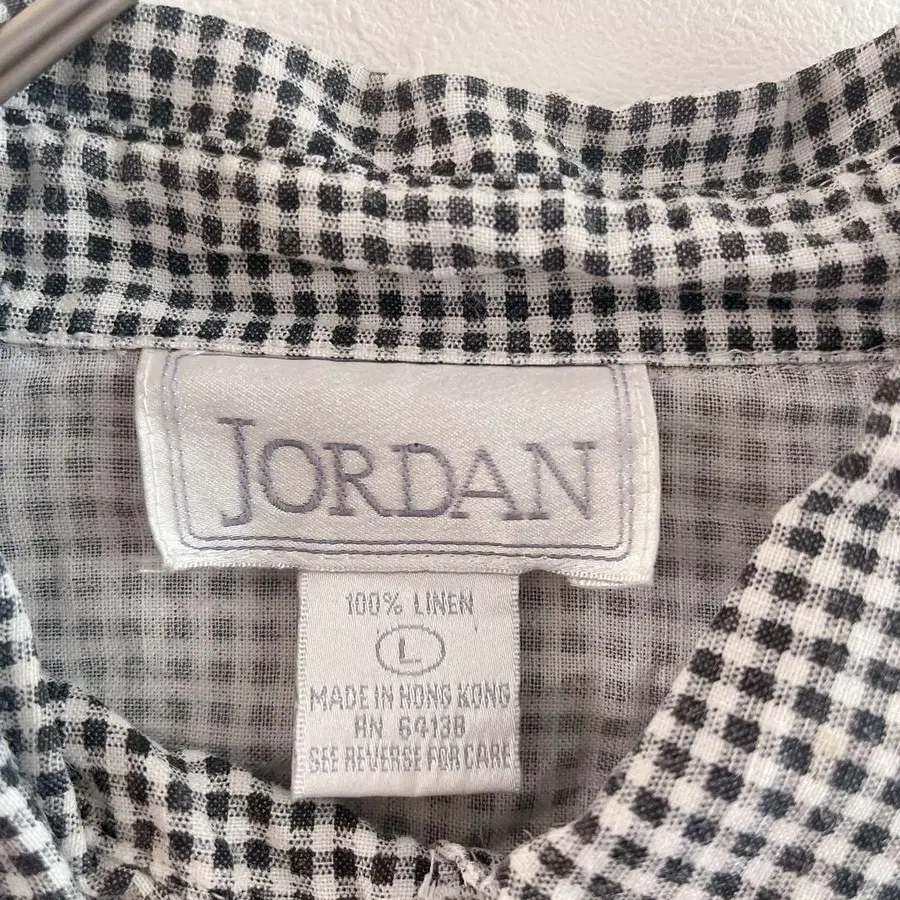 JORDAN
100% LINEN
L
MADE IN HONG KONG
RN 64138
SEE REVERSE FOR CARE